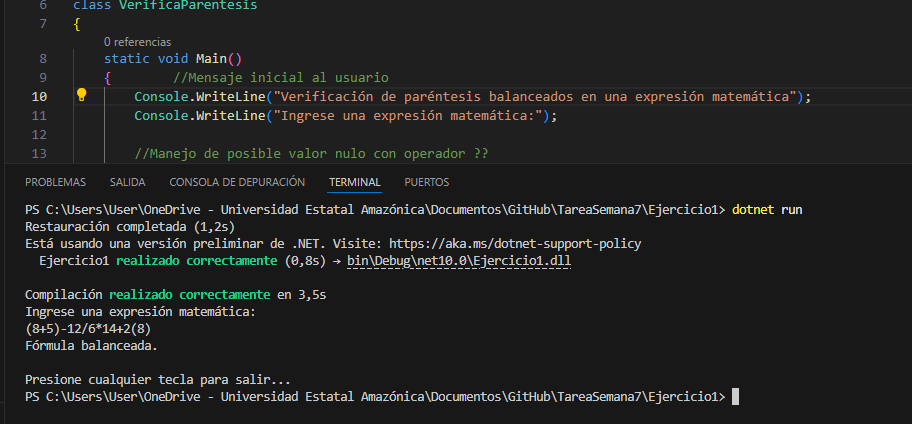 6 class VerificaParentesis
7 {
0 referencias
8 static void Main()
9 { //Mensaje inicial al usuario
10 Console.WriteLine("Verificación de paréntesis balanceados en una expresión matemática");
11 Console.WriteLine("Ingrese una expresión matemática:");
12
13 //Manejo de posible valor nulo con operador ??
PROBLEMAS SALIDA CONSOLA DE DEPURACIÓN TERMINAL PUERTOS
PS C:\Users\User\OneDrive - Universidad Estatal Amazónica\Documentos\GitHub\TareaSemana7\Ejercicio1> dotnet run
Restauración completada (1,2s)
Está usando una versión preliminar de .NET. Visite: https://aka.ms/dotnet-support-policy
Ejercicio1 realizado correctamente (0,8s) → bin\Debug\net10.0\Ejercicio1.dll
Compilación realizado correctamente en 3,5s
Ingrese una expresión matemática:
(8+5)-12/6*14+2(8)
Fórmula balanceada.
Presione cualquier tecla para salir...
PS C:\Users\User\OneDrive - Universidad Estatal Amazónica\Documentos\GitHub\TareaSemana7\Ejercicio1>